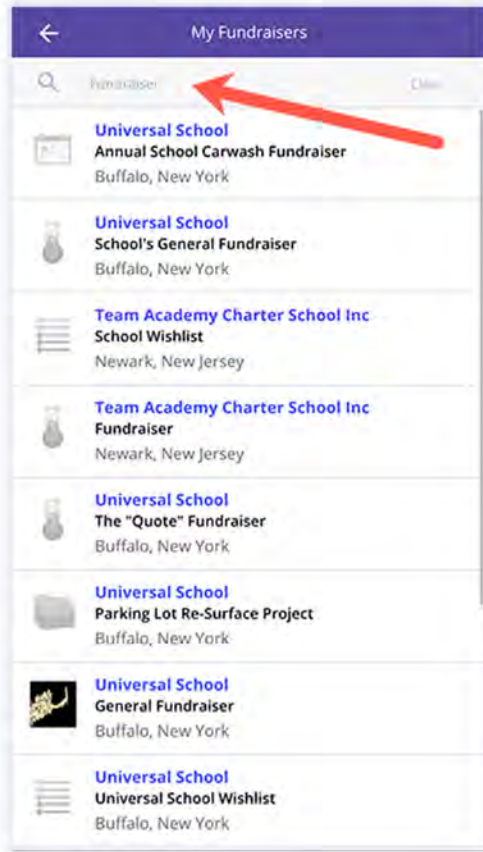 My Fundraisers
Fundraiser
Clear
Universal School
Annual School Carwash Fundraiser
Buffalo, New York
Universal School
School's General Fundraiser
Buffalo, New York
Team Academy Charter School Inc
School Wishlist
Newark, New Jersey
Team Academy Charter School Inc
Fundraiser
Newark, New Jersey
Universal School
The "Quote" Fundraiser
Buffalo, New York
Universal School
Parking Lot Re-Surface Project
Buffalo, New York
Universal School
General Fundraiser
Buffalo, New York
Universal School
Universal School Wishlist
Buffalo, New York